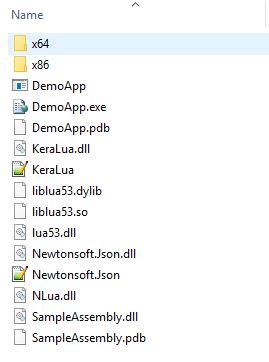 Name
x64
x86
DemoApp
DemoApp.exe
DemoApp.pdb
KeraLua.dll
KeraLua
liblua53.dylib
liblua53.so
lua53.dll
Newtonsoft.Json.dll
Newtonsoft.Json
NLua.dll
SampleAssembly.dll
SampleAssembly.pdb